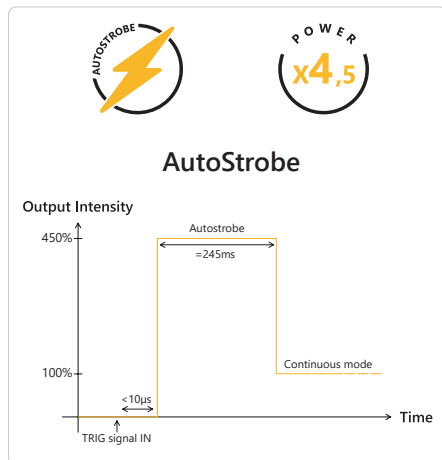 AUTOSTROBE
POWER
X4,5
AutoStrobe
Output Intensity
450%
Autostrobe
=245ms
Continuous mode
100%
<10µs
Time
TRIG signal IN